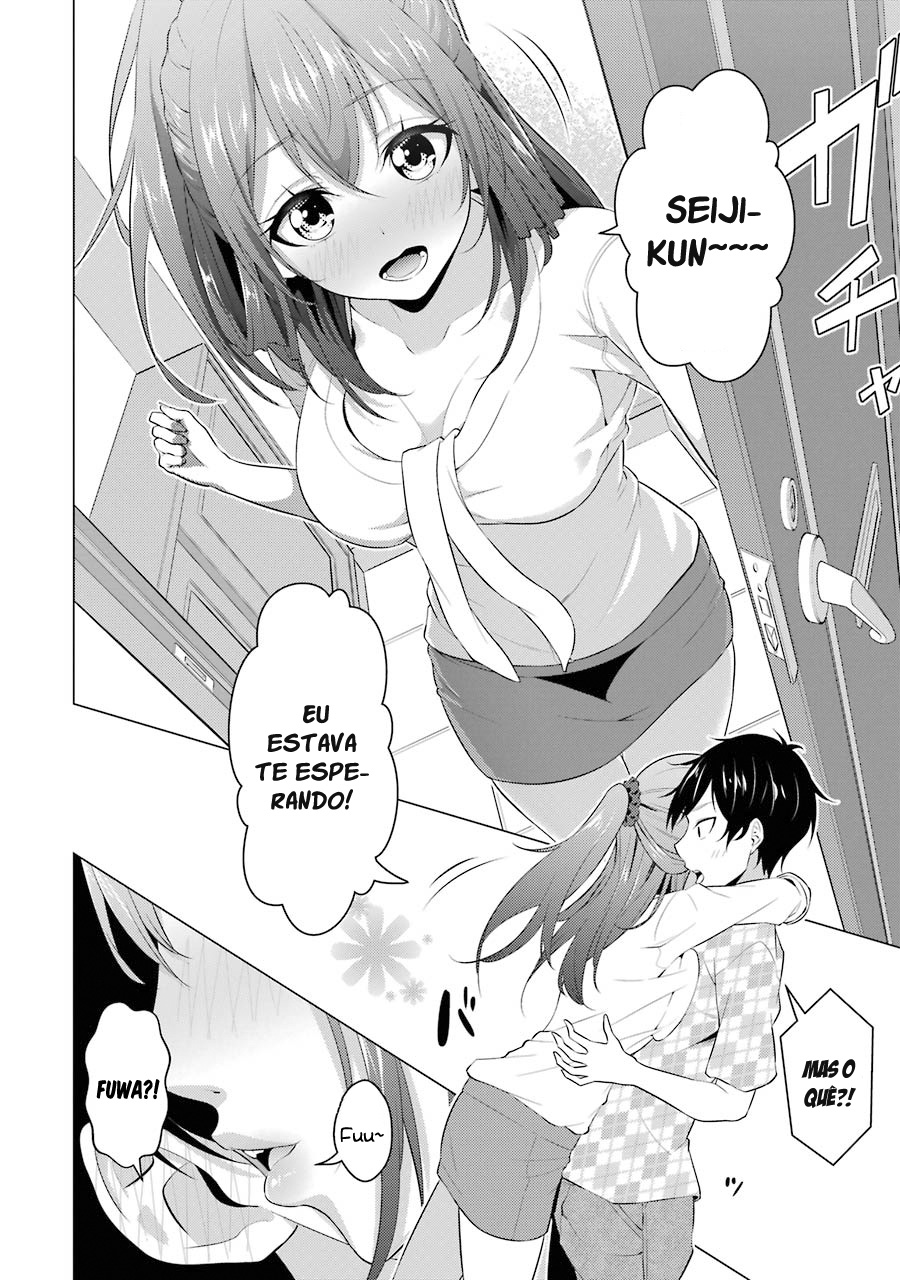 ガチャ
SEIJI-
KUN~~~
EU
ESTAVA
TE ESPE-
RANDO!
バッ
MAS O
QUÊ?!
Fuu~
FUWA?!